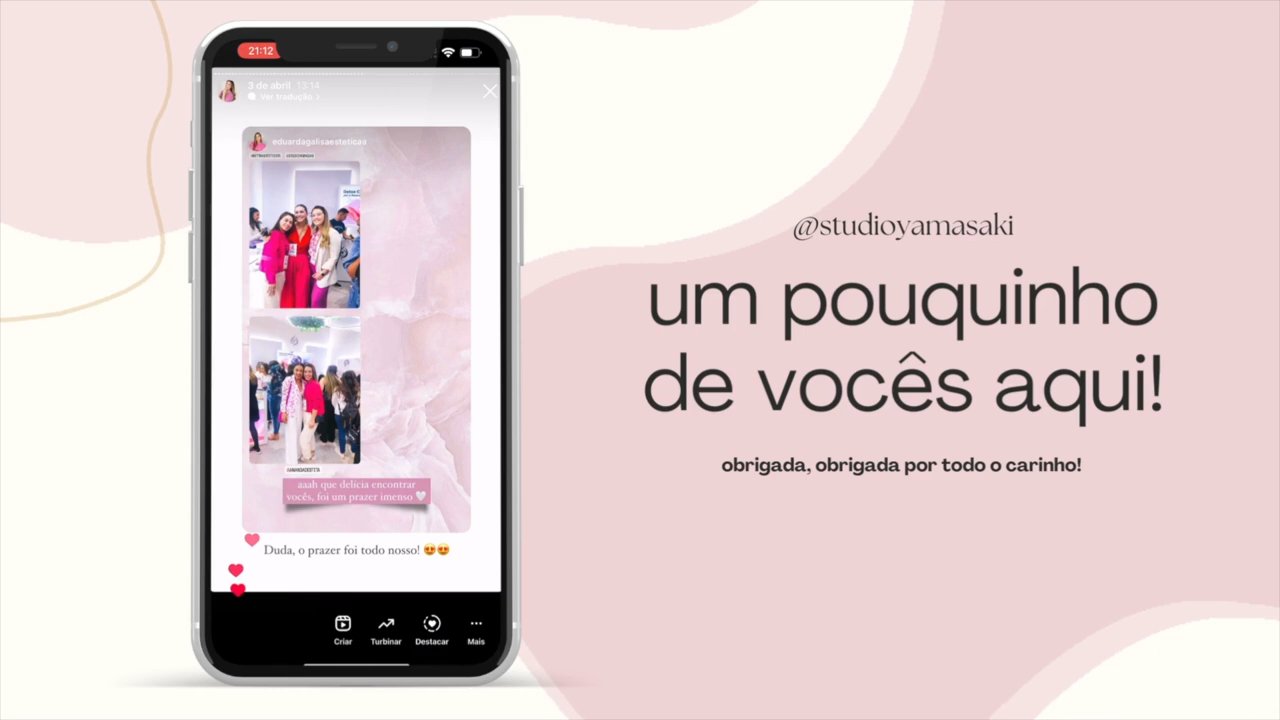 21:12
3 de abril 13:14
Ver tradução >
eduardagalisaesteticaa
aaah que delícia encontrar
vocês, foi um prazer imenso 🤍
Duda, o prazer foi todo nosso! 😍😍
Criar
Turbinar
Destacar
Mais
@studioyamasaki
um pouquinho
de vocês aqui!
obrigada, obrigada por todo o carinho!